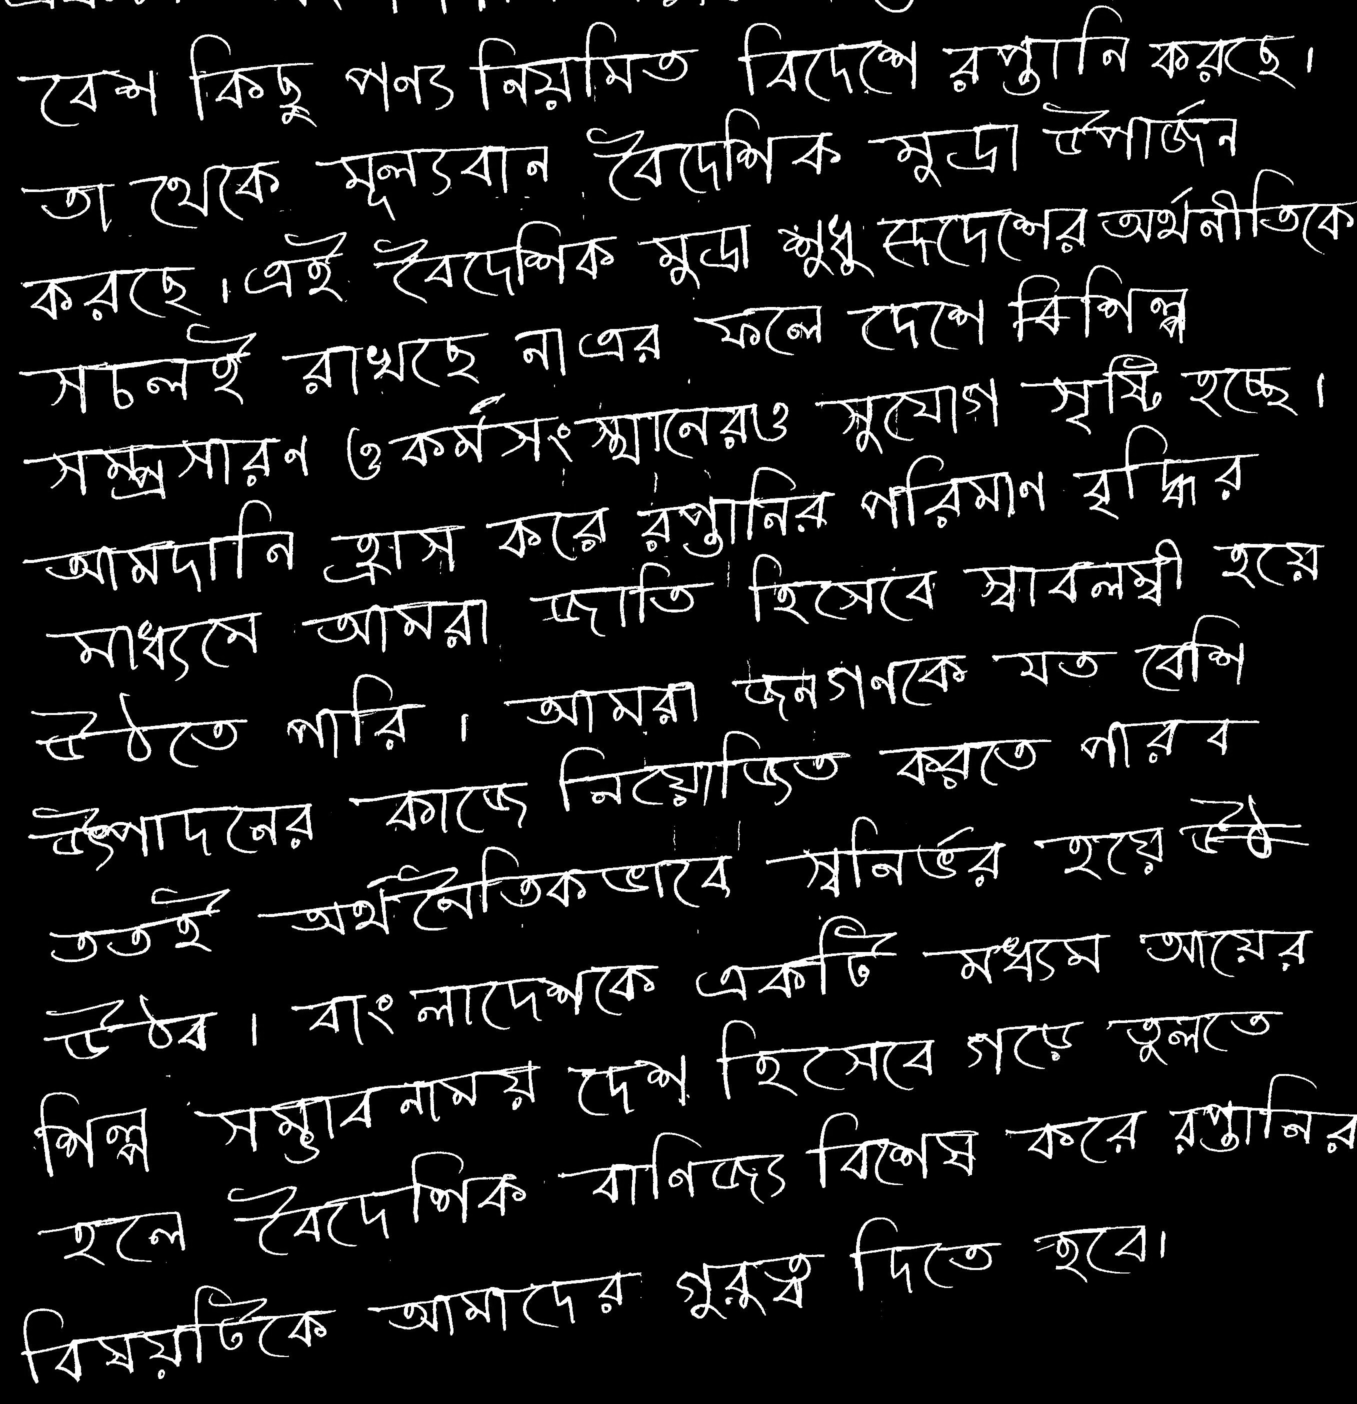 বেশ কিছু পণ্য নিয়মিত বিদেশে রপ্তানি করছে।
তা থেকে মূল্যবান বৈদেশিক মুদ্রা উপার্জন
করছে। এই বৈদেশিক মুদ্রা শুধু দেশের অর্থনীতিকে
সচলই রাখছে না এর ফলে দেশে শিল্প
সম্প্রসারণ ও কর্মসংস্থানেরও সুযোগ সৃষ্টি হচ্ছে।
আমদানি হ্রাস করে রপ্তানির পরিমাণ বৃদ্ধির
মাধ্যমে আমরা জাতি হিসেবে স্বাবলম্বী হয়ে
উঠতে পারি। আমরা জনগণকে যত বেশি
উৎপাদনের কাজে নিয়োজিত করতে পারব
ততই অর্থনৈতিকভাবে স্বনির্ভর হয়ে
উঠব। বাংলাদেশকে একটি মধ্যম আয়ের
শিল্প সম্ভাবনাময় দেশ হিসেবে গড়ে তুলতে
হলে বৈদেশিক বাণিজ্য বিশেষ করে রপ্তানির
বিষয়টিকে আমাদের গুরুত্ব দিতে হবে।